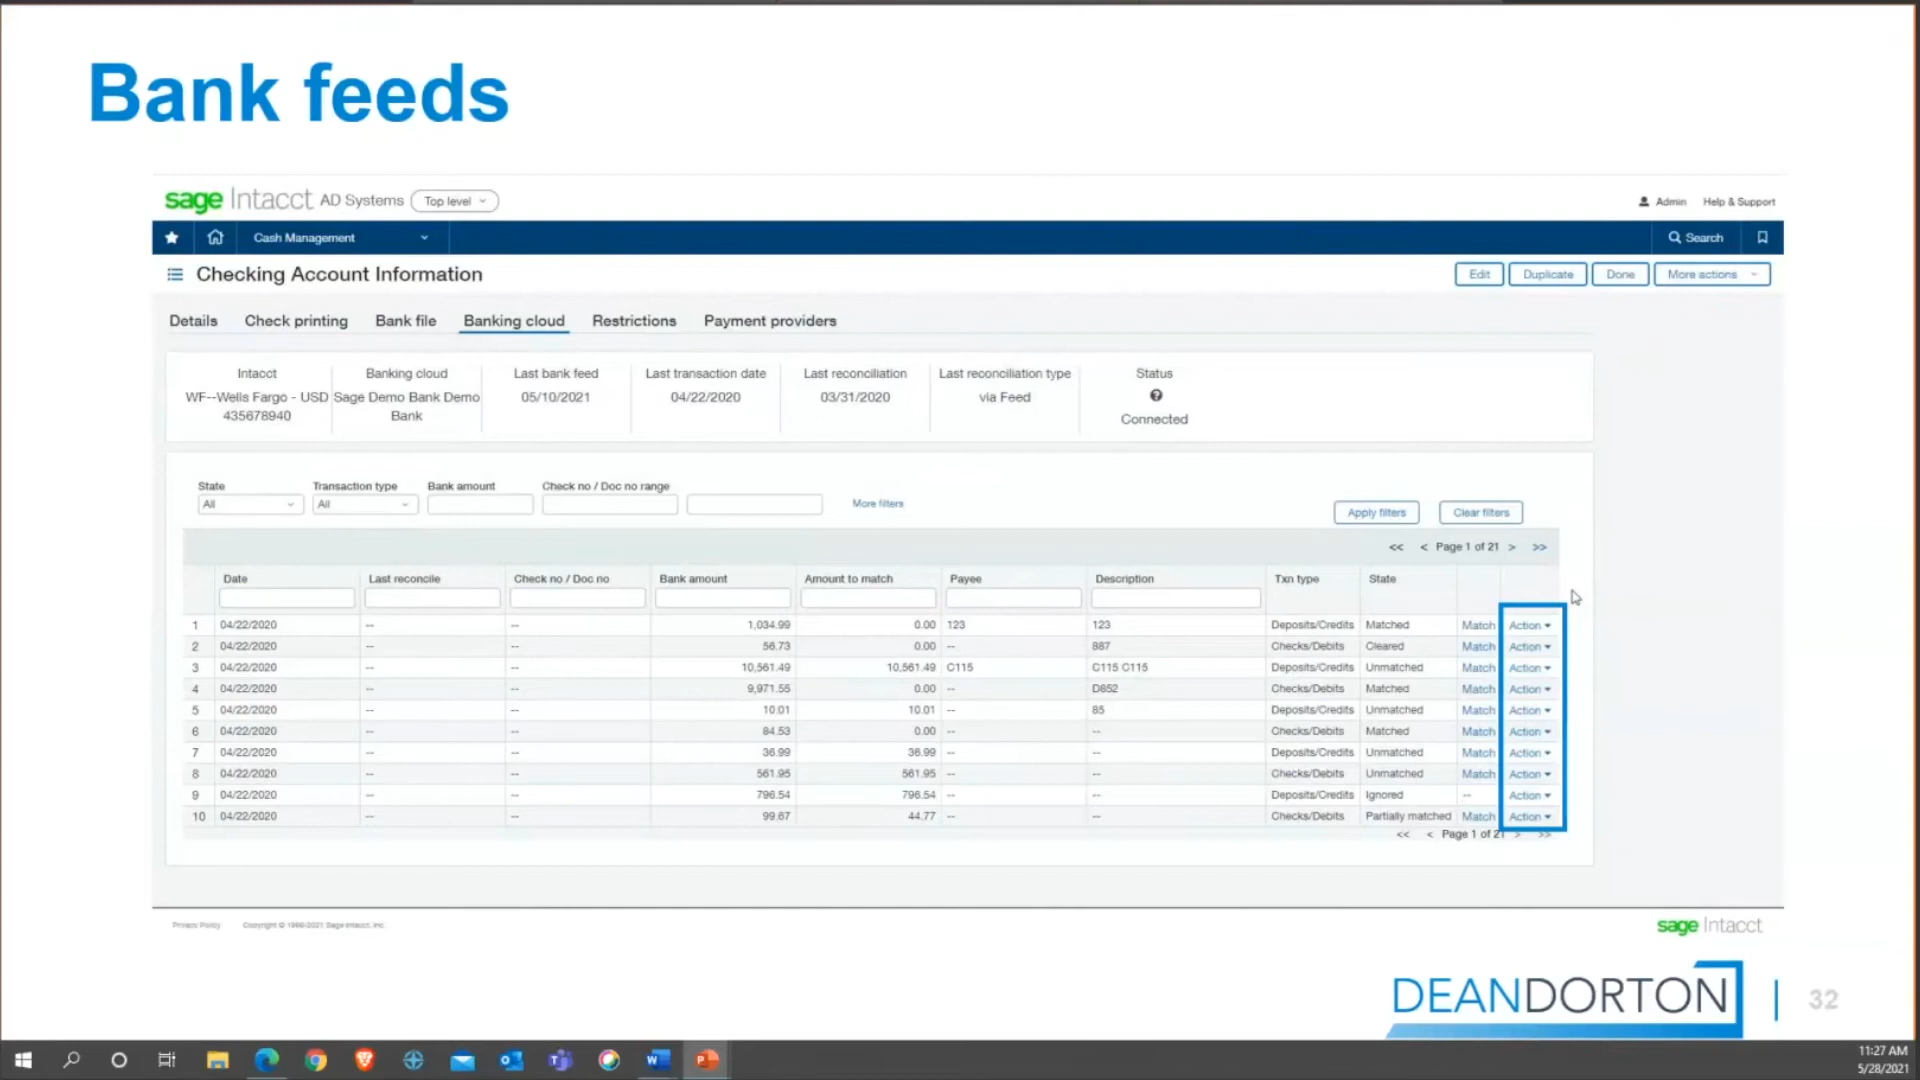 Bank feeds
sage Intacct AD Systems Top level
Admin Help & Support
Cash Management Search
Checking Account Information Edit Duplicate Done More actions
Details Check printing Bank file Banking cloud Restrictions Payment providers
Intacct Banking cloud Last bank feed Last transaction date Last reconciliation Last reconciliation type Status
WF--Wells Fargo - USD Sage Demo Bank Demo 05/10/2021 04/22/2020 03/31/2020 via Feed
435678940 Bank Connected
State Transaction type Bank amount Check no / Doc no range
All All More filters Apply filters Clear filters
<< < Page 1 of 21 > >>
Date Last reconcile Check no / Doc no Bank amount Amount to match Payee Description Txn type State
1 04/22/2020 -- -- 1,034.99 0.00 123 123 Deposits/Credits Matched Match Action
2 04/22/2020 -- -- 56.73 0.00 -- 887 Checks/Debits Cleared Match Action
3 04/22/2020 -- -- 10,561.49 10,561.49 C115 C115 C115 Deposits/Credits Unmatched Match Action
4 04/22/2020 -- -- 9,971.55 0.00 -- D652 Checks/Debits Matched Match Action
5 04/22/2020 -- -- 10.01 10.01 -- 85 Deposits/Credits Unmatched Match Action
6 04/22/2020 -- -- 84.53 0.00 -- -- Checks/Debits Matched Match Action
7 04/22/2020 -- -- 36.99 36.99 -- -- Deposits/Credits Unmatched Match Action
8 04/22/2020 -- -- 561.95 561.95 -- -- Checks/Debits Unmatched Match Action
9 04/22/2020 -- -- 796.54 796.54 -- -- Deposits/Credits Ignored -- Action
10 04/22/2020 -- -- 99.67 44.77 -- -- Checks/Debits Partially matched Match Action
<< < Page 1 of 21 > >>
Privacy Policy Copyright © 1999-2021 Sage Intacct, Inc.
sage Intacct
DEANDORTON 32
11:27 AM
5/28/2021